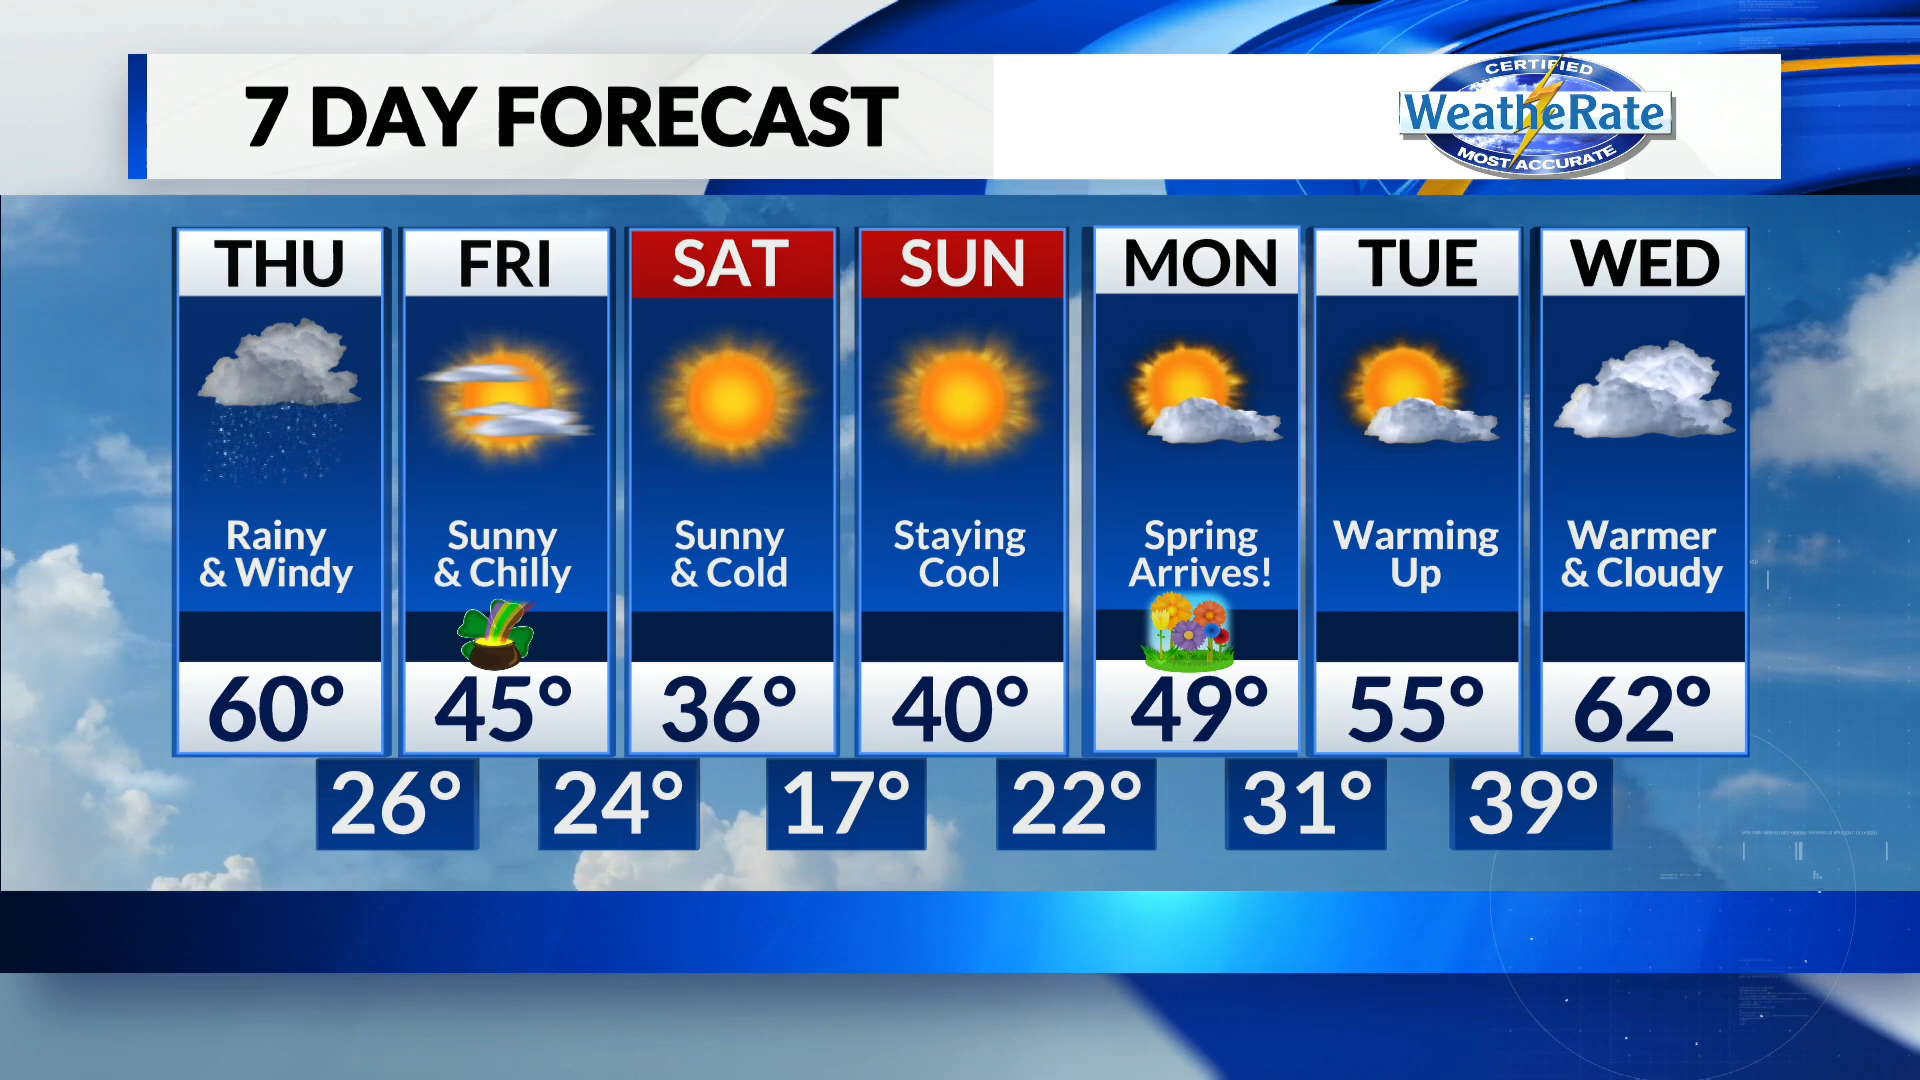 7 DAY FORECAST
CERTIFIED
WeatheRate
MOST ACCURATE
THU
FRI
SAT
SUN
MON
TUE
WED
Rainy
& Windy
Sunny
& Chilly
Sunny
& Cold
Staying
Cool
Spring
Arrives!
Warming
Up
Warmer
& Cloudy
60°
45°
36°
40°
49°
55°
62°
26°
24°
17°
22°
31°
39°